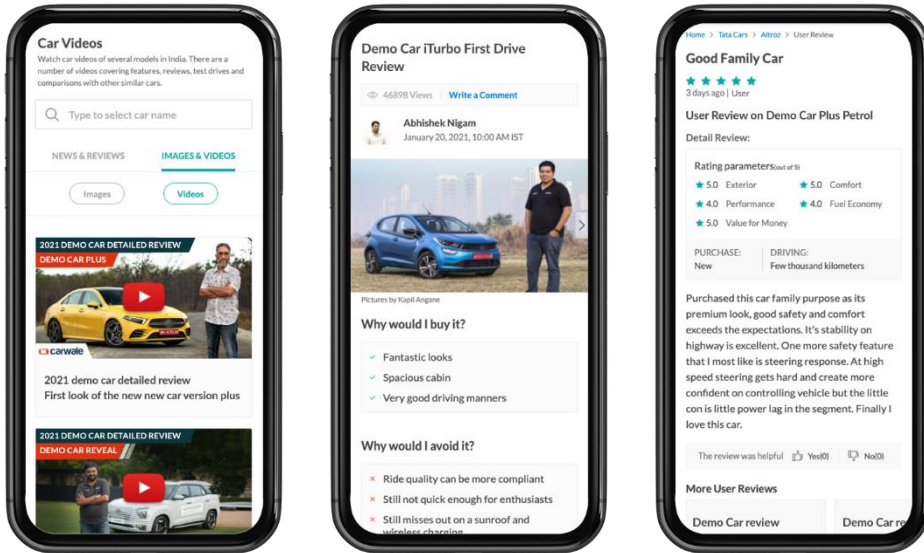 Car Videos
Watch car videos of several models in India. There are a
number of videos covering features, reviews, test drives and
comparisons with other similar cars.
Type to select car name
NEWS & REVIEWS
IMAGES & VIDEOS
Images
Videos
2021 DEMO CAR DETAILED REVIEW
DEMO CAR PLUS
carwale
2021 demo car detailed review
First look of the new new car version plus
2021 DEMO CAR DETAILED REVIEW
DEMO CAR REVEAL
Demo Car iTurbo First Drive
Review
46898 Views
Write a Comment
Abhishek Nigam
January 20, 2021, 10:00 AM IST
Pictures by Kapil Angane
Why would I buy it?
Fantastic looks
Spacious cabin
Very good driving manners
Why would I avoid it?
Ride quality can be more compliant
Still not quick enough for enthusiasts
Still misses out on a sunroof and
wireless charging
Home > Tata Cars > Altroz > User Review
Good Family Car
3 days ago | User
User Review on Demo Car Plus Petrol
Detail Review:
Rating parameters(out of 5)
5.0 Exterior
5.0 Comfort
4.0 Performance
4.0 Fuel Economy
5.0 Value for Money
PURCHASE:
New
DRIVING:
Few thousand kilometers
Purchased this car family purpose as its
premium look, good safety and comfort
exceeds the expectations. It's stability on
highway is excellent. One more safety feature
that I most like is steering response. At high
speed steering gets hard and create more
confident on controlling vehicle but the little
con is little power lag in the segment. Finally I
love this car.
The review was helpful
Yes(0)
No(0)
More User Reviews
Demo Car review
Demo Car re